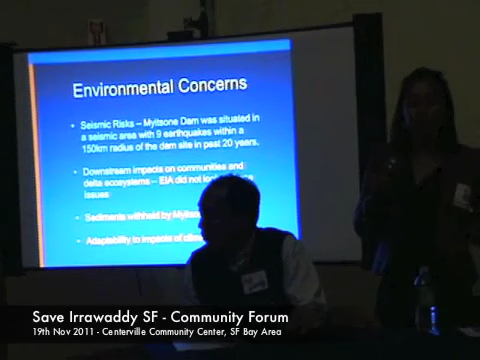 Environmental Concerns
• Seismic Risks – Myitsone Dam was situated in
a seismic area with 9 earthquakes within a
150km radius of the dam site in past 20 years.
• Downstream impacts on communities and
delta ecosystems – EIA did not
issues
• Sediments withheld by
• Adaptability to impacts of
Save Irrawaddy SF - Community Forum
19th Nov 2011 - Centerville Community Center, SF Bay Area